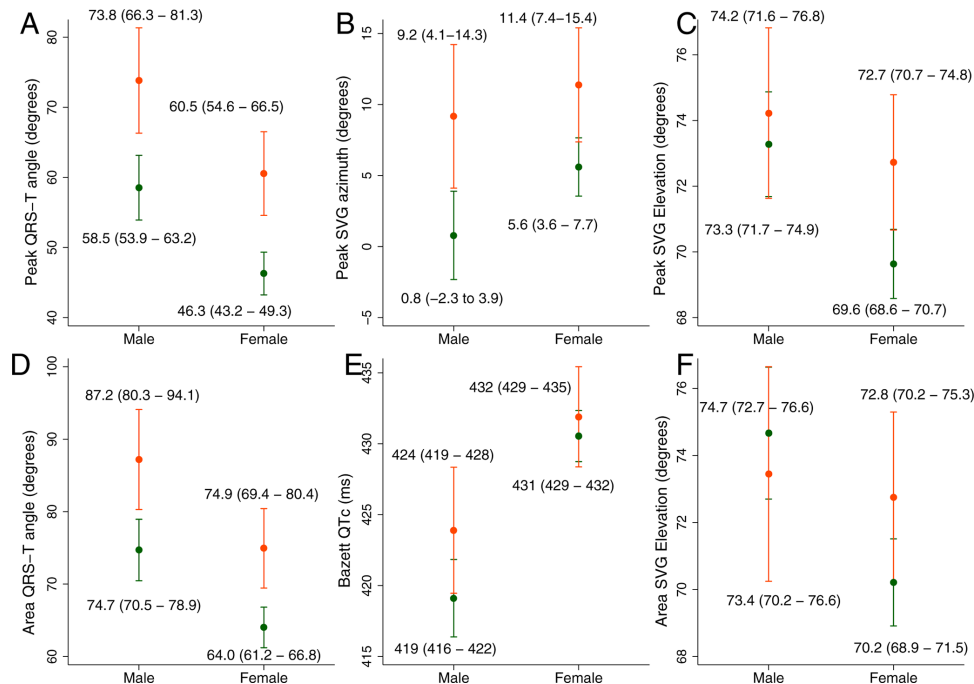 A
73.8 (66.3 – 81.3)
60.5 (54.6 – 66.5)
58.5 (53.9 – 63.2)
46.3 (43.2 – 49.3)
Peak QRS−T angle (degrees)
80
70
60
50
40
Male
Female
B
9.2 (4.1−14.3)
11.4 (7.4−15.4)
5.6 (3.6 – 7.7)
0.8 (−2.3 to 3.9)
Peak SVG azimuth (degrees)
15
10
5
0
−5
Male
Female
C
74.2 (71.6 – 76.8)
72.7 (70.7 – 74.8)
73.3 (71.7 – 74.9)
69.6 (68.6 – 70.7)
Peak SVG Elevation (degrees)
76
74
72
70
68
Male
Female
D
87.2 (80.3 – 94.1)
74.9 (69.4 – 80.4)
74.7 (70.5 – 78.9)
64.0 (61.2 – 66.8)
Area QRS−T angle (degrees)
100
90
80
70
60
Male
Female
E
432 (429 – 435)
424 (419 – 428)
431 (429 – 432)
419 (416 – 422)
Bazett QTc (ms)
435
430
425
420
415
Male
Female
F
72.8 (70.2 – 75.3)
74.7 (72.7 – 76.6)
73.4 (70.2 – 76.6)
70.2 (68.9 – 71.5)
Area SVG Elevation (degrees)
76
74
72
70
68
Male
Female